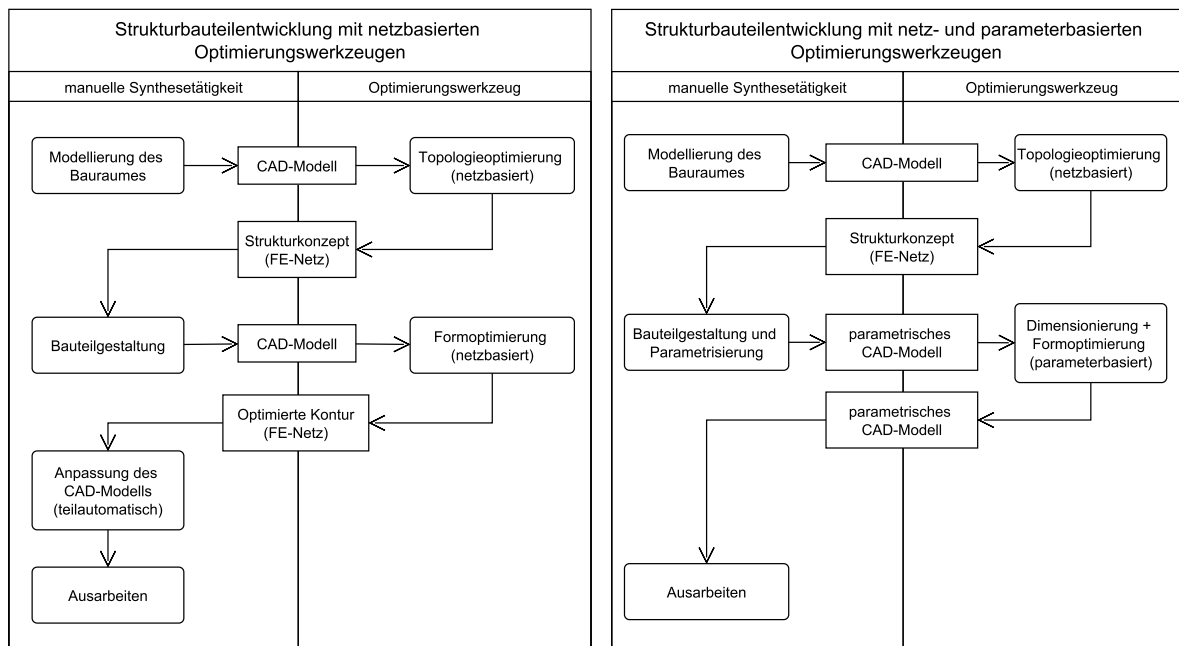 Strukturbauteilentwicklung mit netzbasierten
Optimierungswerkzeugen
manuelle Synthesetätigkeit
Optimierungswerkzeug
Modellierung des
Bauraumes
CAD-Modell
Topologieoptimierung
(netzbasiert)
Strukturkonzept
(FE-Netz)
Bauteilgestaltung
CAD-Modell
Formoptimierung
(netzbasiert)
Optimierte Kontur
(FE-Netz)
Anpassung des
CAD-Modells
(teilautomatisch)
Ausarbeiten
Strukturbauteilentwicklung mit netz- und parameterbasierten
Optimierungswerkzeugen
manuelle Synthesetätigkeit
Optimierungswerkzeug
Modellierung des
Bauraumes
CAD-Modell
Topologieoptimierung
(netzbasiert)
Strukturkonzept
(FE-Netz)
Bauteilgestaltung und
Parametrisierung
parametrisches
CAD-Modell
Dimensionierung +
Formoptimierung
(parameterbasiert)
parametrisches
CAD-Modell
Ausarbeiten